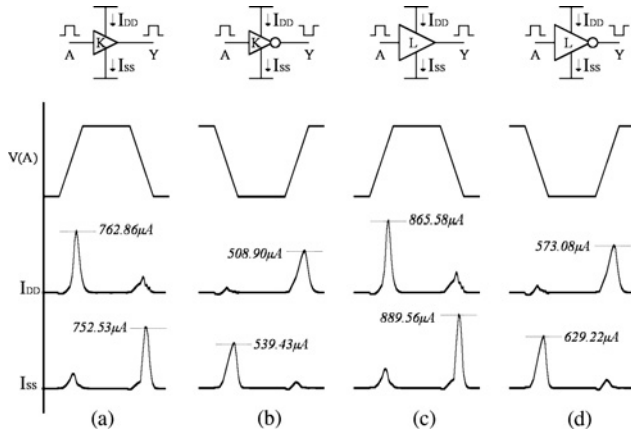 IDD IDD IDD IDD
K K L L
A Y A Y A Y A Y
ISS ISS ISS ISS
V(A)
762.86µA
865.58µA
508.90µA
573.08µA
IDD
752.53µA
889.56µA
539.43µA
629.22µA
ISS
(a) (b) (c) (d)